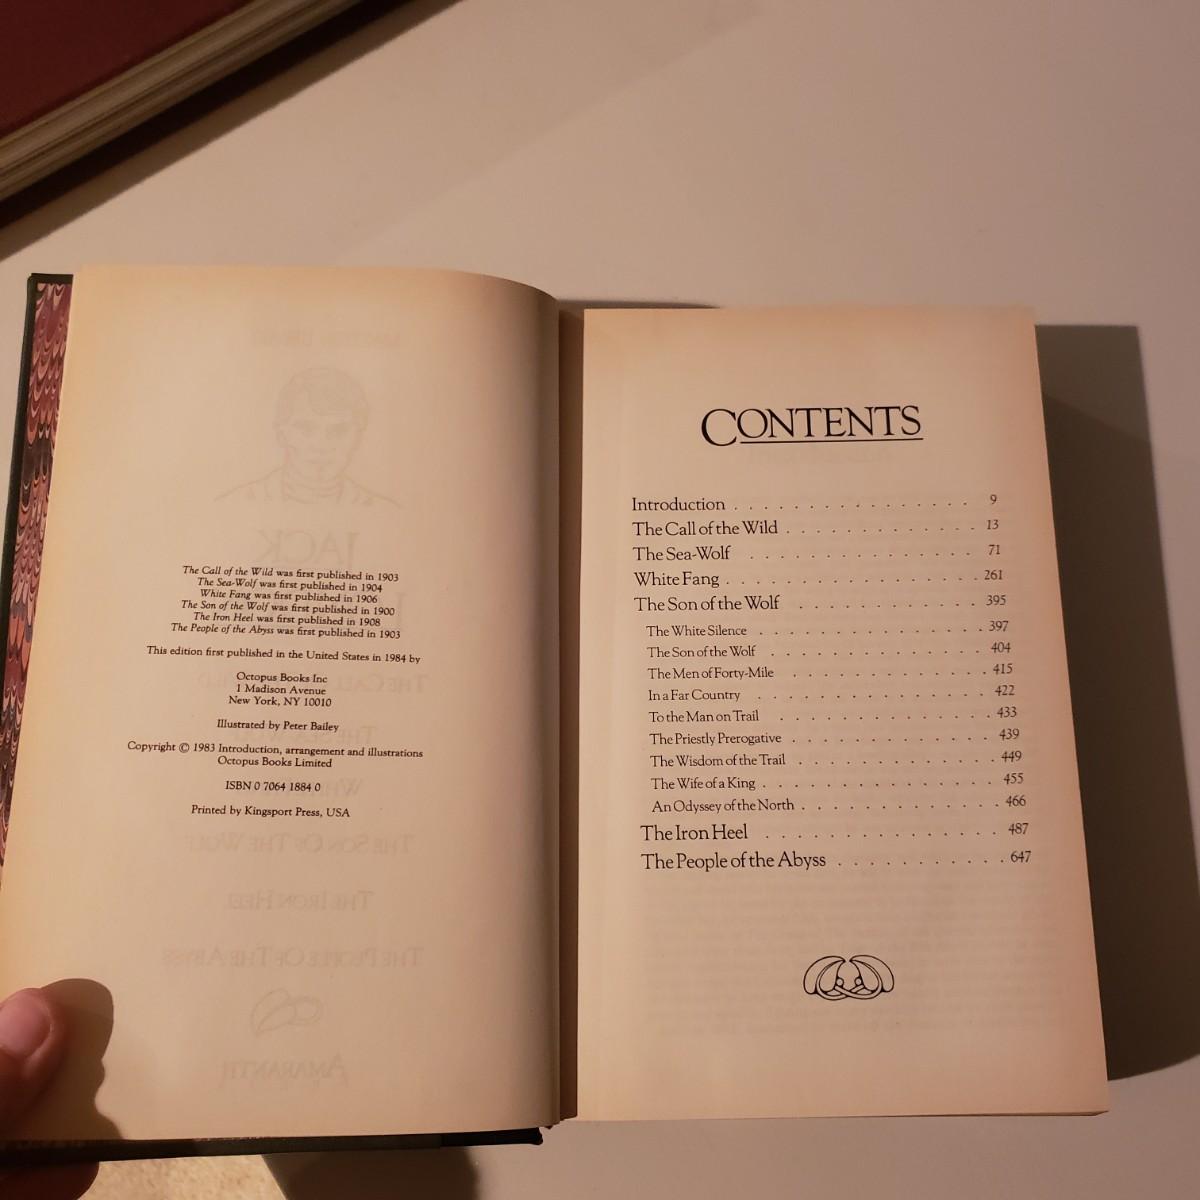 The Call of the Wild was first published in 1903
The Sea-Wolf was first published in 1904
White Fang was first published in 1906
The Son of the Wolf was first published in 1900
The Iron Heel was first published in 1908
The People of the Abyss was first published in 1903
This edition first published in the United States in 1984 by
Octopus Books Inc
1 Madison Avenue
New York, NY 10010
Illustrated by Peter Bailey
Copyright © 1983 Introduction, arrangement and illustrations
Octopus Books Limited
ISBN 0 7064 1884 0
Printed by Kingsport Press, USA
CONTENTS
Introduction . . . . . . . . . . . . . . . . 9
The Call of the Wild . . . . . . . . . . . . . 13
The Sea-Wolf . . . . . . . . . . . . . . . 71
White Fang . . . . . . . . . . . . . . . . 261
The Son of the Wolf . . . . . . . . . . . . 395
The White Silence . . . . . . . . . . . . . . . 397
The Son of the Wolf . . . . . . . . . . . . . . 404
The Men of Forty-Mile . . . . . . . . . . . . . 415
In a Far Country . . . . . . . . . . . . . . . 422
To the Man on Trail . . . . . . . . . . . . . . 433
The Priestly Prerogative . . . . . . . . . . . . . 439
The Wisdom of the Trail . . . . . . . . . . . . . 449
The Wife of a King . . . . . . . . . . . . . . . 455
An Odyssey of the North . . . . . . . . . . . . . 466
The Iron Heel . . . . . . . . . . . . . . . 487
The People of the Abyss . . . . . . . . . . . 647